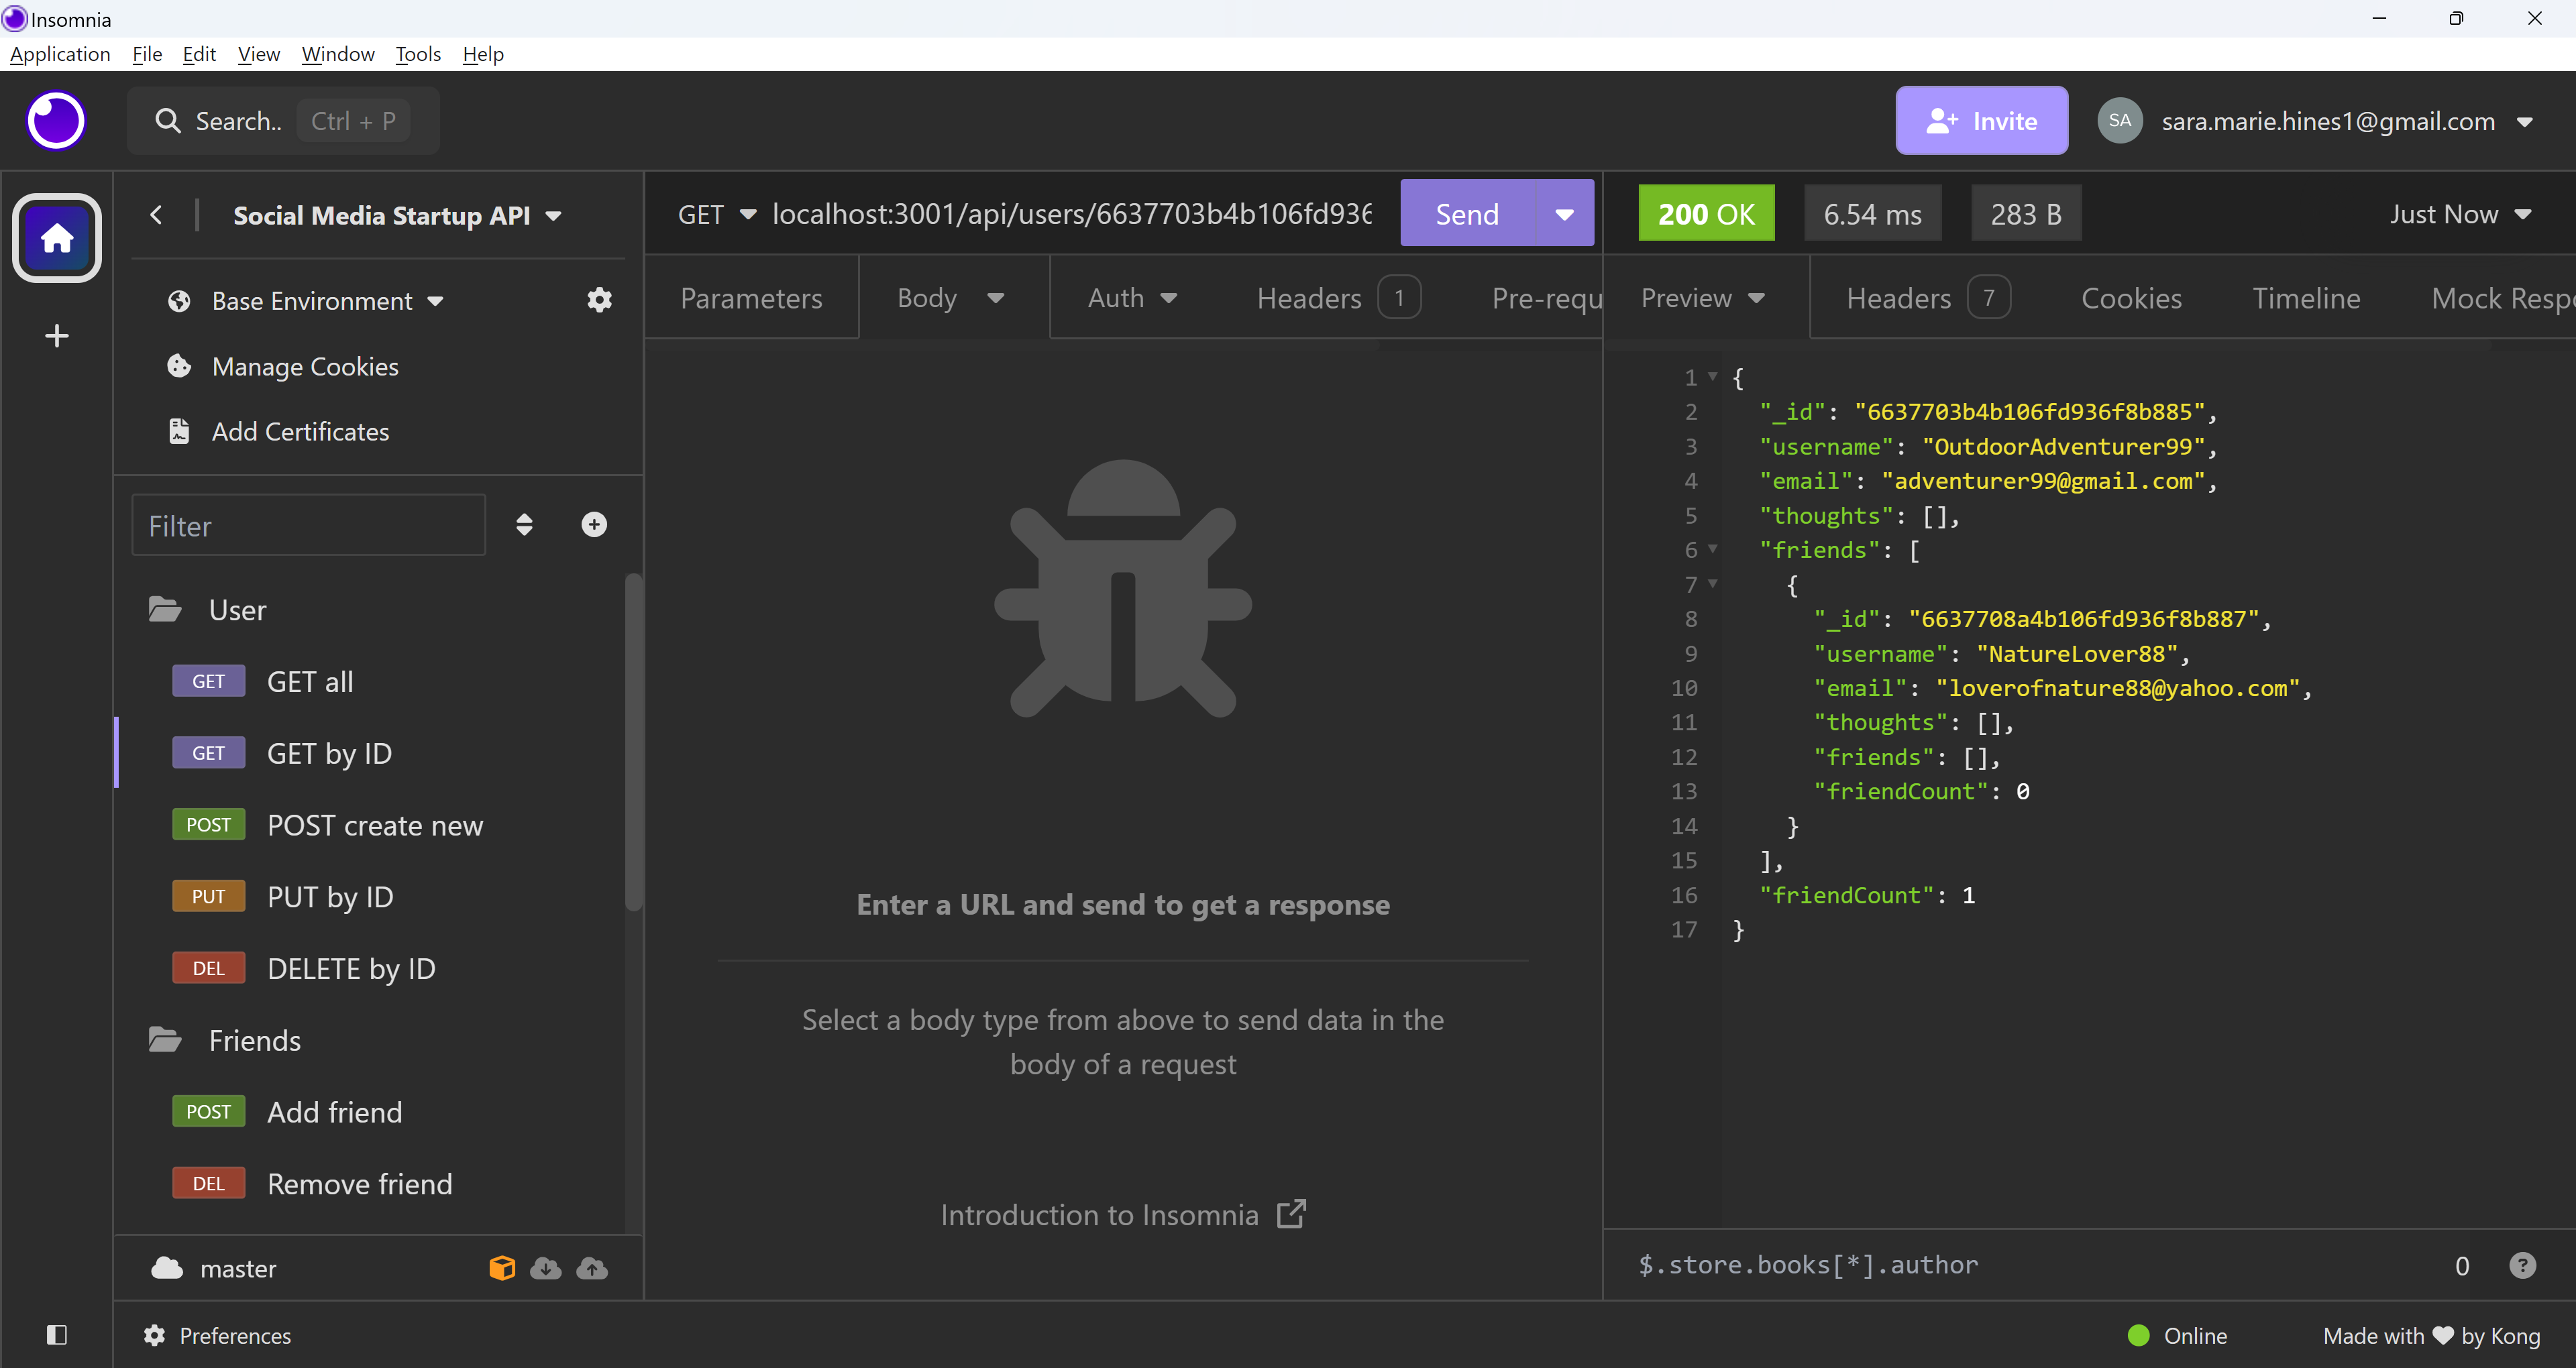 Insomnia
Application File Edit View Window Tools Help
Search.. Ctrl + P
Invite
SA
sara.marie.hines1@gmail.com
Social Media Startup API
Base Environment
Manage Cookies
Add Certificates
Filter
User
GET GET all
GET GET by ID
POST POST create new
PUT PUT by ID
DEL DELETE by ID
Friends
POST Add friend
DEL Remove friend
master
GET localhost:3001/api/users/6637703b4b106fd936
Send
Parameters Body Auth Headers 1 Pre-requ
Enter a URL and send to get a response
Select a body type from above to send data in the
body of a request
Introduction to Insomnia
200 OK 6.54 ms 283 B Just Now
Preview Headers 7 Cookies Timeline Mock Resp
1 {
2 "_id": "6637703b4b106fd936f8b885",
3 "username": "OutdoorAdventurer99",
4 "email": "adventurer99@gmail.com",
5 "thoughts": [],
6 "friends": [
7 {
8 "_id": "6637708a4b106fd936f8b887",
9 "username": "NatureLover88",
10 "email": "loverofnature88@yahoo.com",
11 "thoughts": [],
12 "friends": [],
13 "friendCount": 0
14 }
15 ],
16 "friendCount": 1
17 }
$.store.books[*].author 0 ?
Preferences
Online
Made with ❤ by Kong